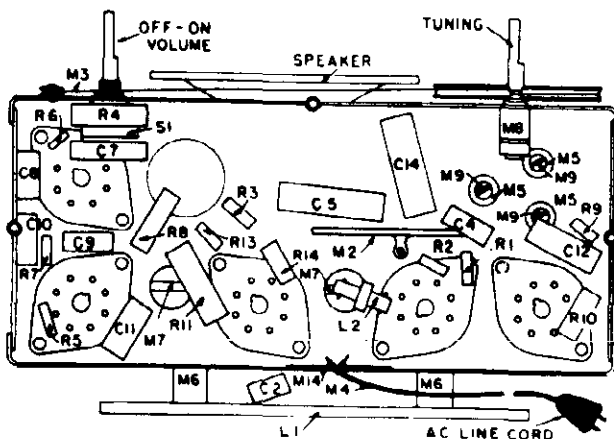 OFF-ON
VOLUME
TUNING
SPEAKER
M3
R6
R4
S1
C7
M8
C8
C14
M5
M9
M9
M5
M5
M9
R9
R3
C5
C4
C10
C9
R8
R13
M2
R2
R1
C12
R7
R14
M7
R5
C11
M7
R11
L2
R10
M6
C2
M14
M4
M6
L1
AC LINE CORD